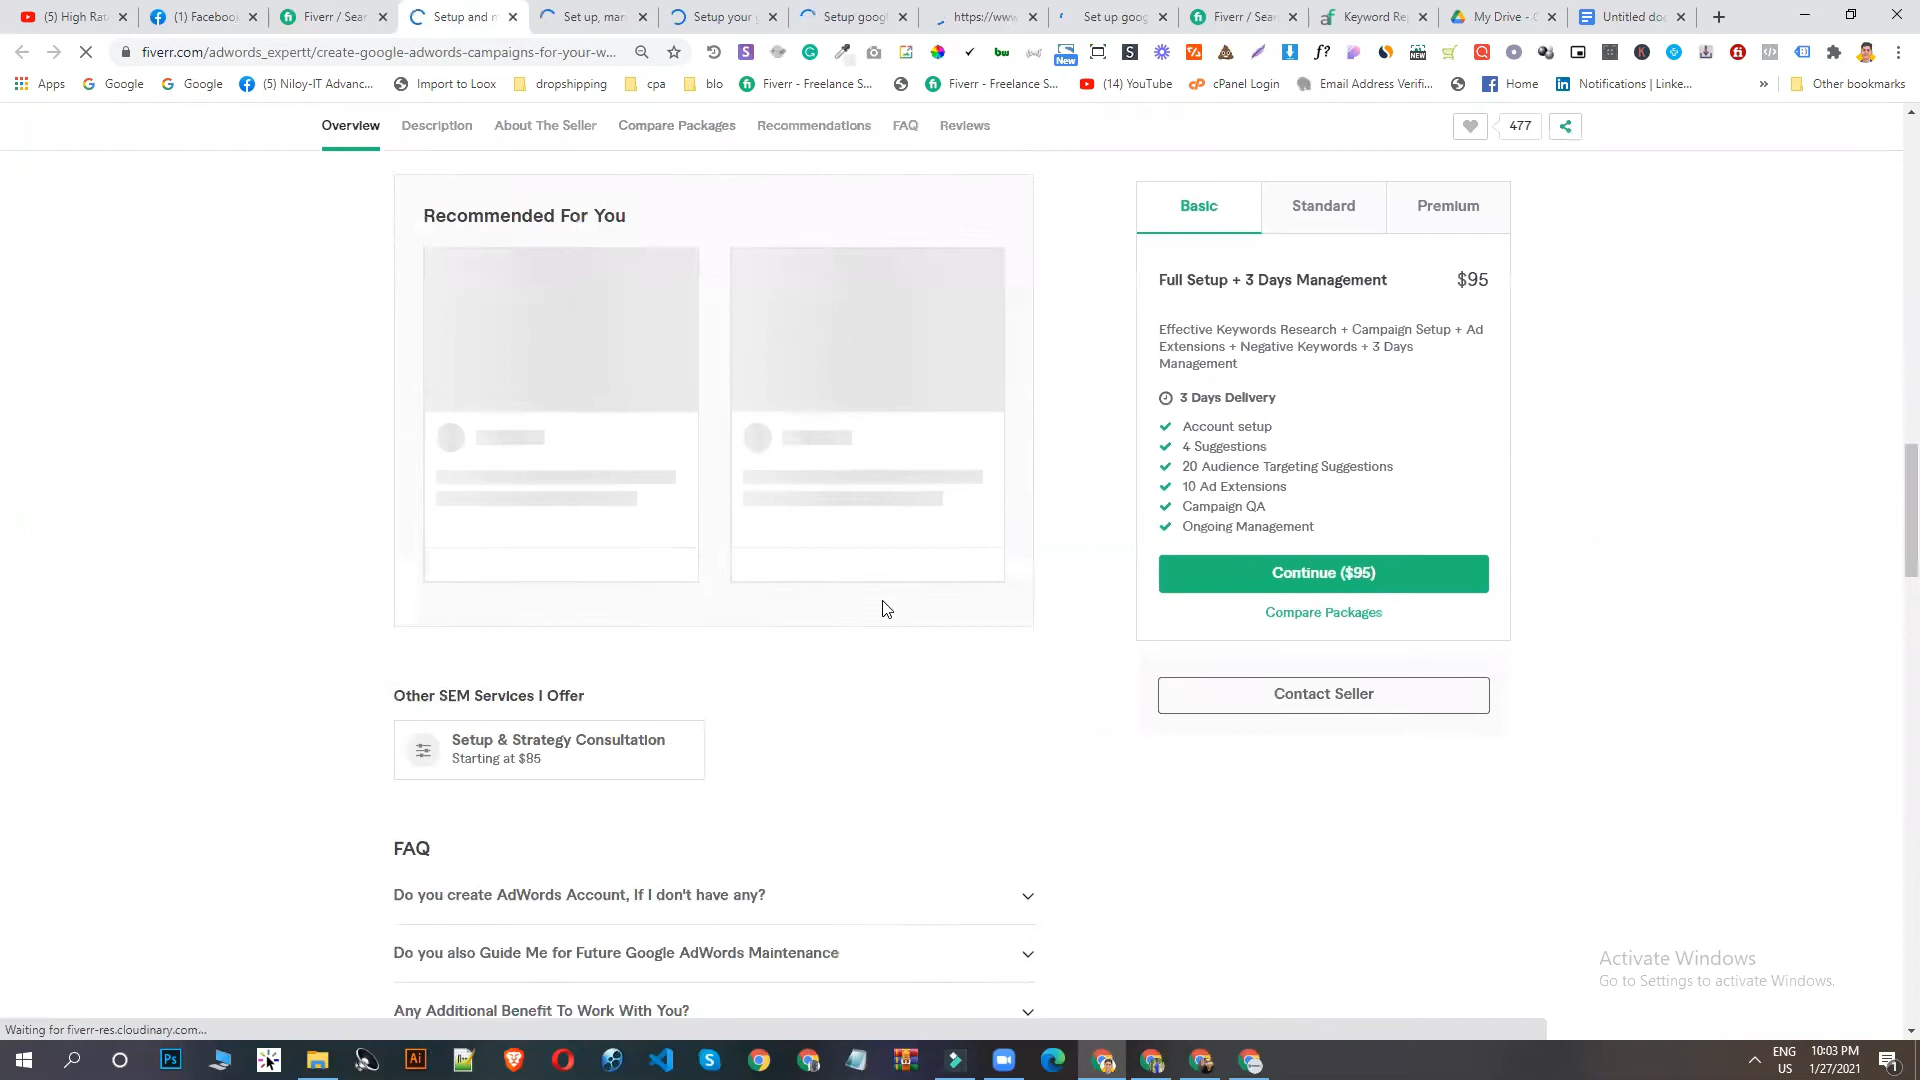 (5) High Rat
(1) Facebook
Fiverr / Sear
Setup and m
Set up, man
Setup your
Setup googl
https://www
Set up goog
Fiverr / Sear
Keyword Re
My Drive - G
Untitled doc
fiverr.com/adwords_expertt/create-google-adwords-campaigns-for-your-w...
New
Apps
Google
Google
(5) Niloy-IT Advanc...
Import to Loox
dropshipping
cpa
blo
Fiverr - Freelance S...
Fiverr - Freelance S...
(14) YouTube
cPanel Login
Email Address Verifi...
Home
Notifications | Linke...
»
Other bookmarks
Overview
Description
About The Seller
Compare Packages
Recommendations
FAQ
Reviews
477
Recommended For You
Basic
Standard
Premium
Full Setup + 3 Days Management
$95
Effective Keywords Research + Campaign Setup + Ad
Extensions + Negative Keywords + 3 Days
Management
3 Days Delivery
Account setup
4 Suggestions
20 Audience Targeting Suggestions
10 Ad Extensions
Campaign QA
Ongoing Management
Continue ($95)
Compare Packages
Contact Seller
Other SEM Services I Offer
Setup & Strategy Consultation
Starting at $85
FAQ
Do you create AdWords Account, If I don't have any?
Do you also Guide Me for Future Google AdWords Maintenance
Any Additional Benefit To Work With You?
Activate Windows
Go to Settings to activate Windows.
Waiting for fiverr-res.cloudinary.com...
ENG
US
10:03 PM
1/27/2021